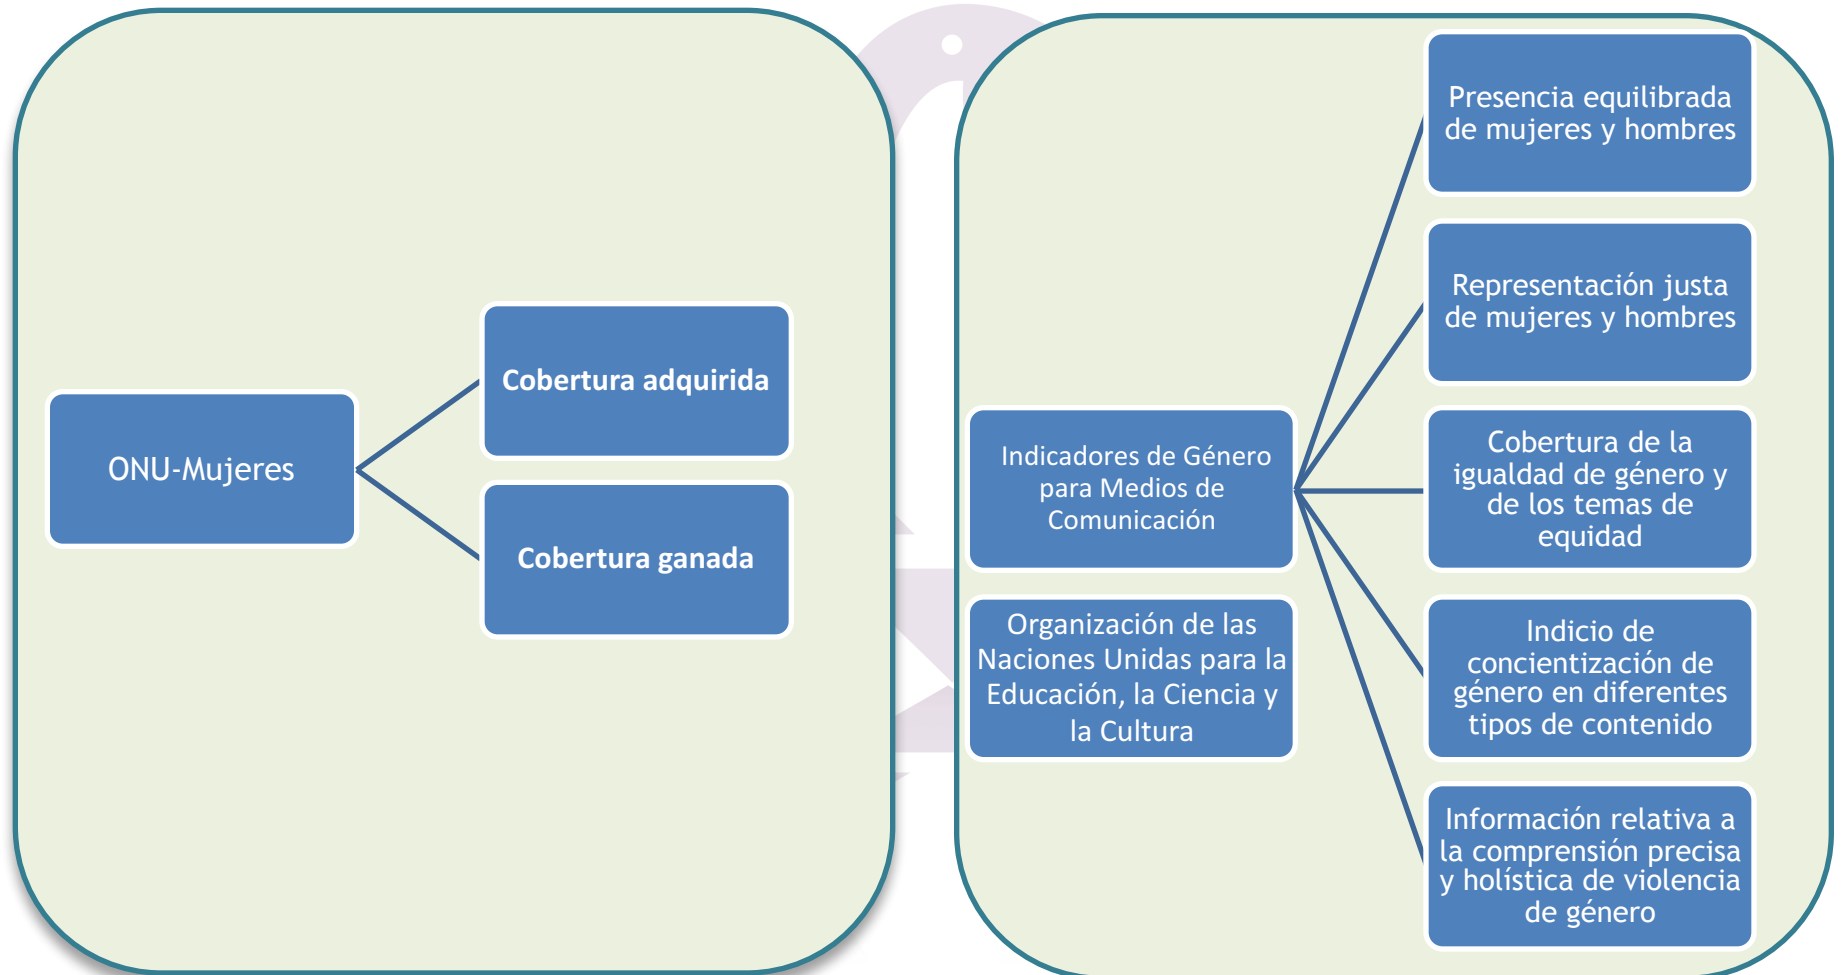 ONU-Mujeres
Cobertura adquirida
Cobertura ganada
Indicadores de Género
para Medios de
Comunicación
Organización de las
Naciones Unidas para la
Educación, la Ciencia y
la Cultura
Presencia equilibrada
de mujeres y hombres
Representación justa
de mujeres y hombres
Cobertura de la
igualdad de género y
de los temas de
equidad
Indicio de
concientización de
género en diferentes
tipos de contenido
Información relativa a
la comprensión precisa
y holística de violencia
de género